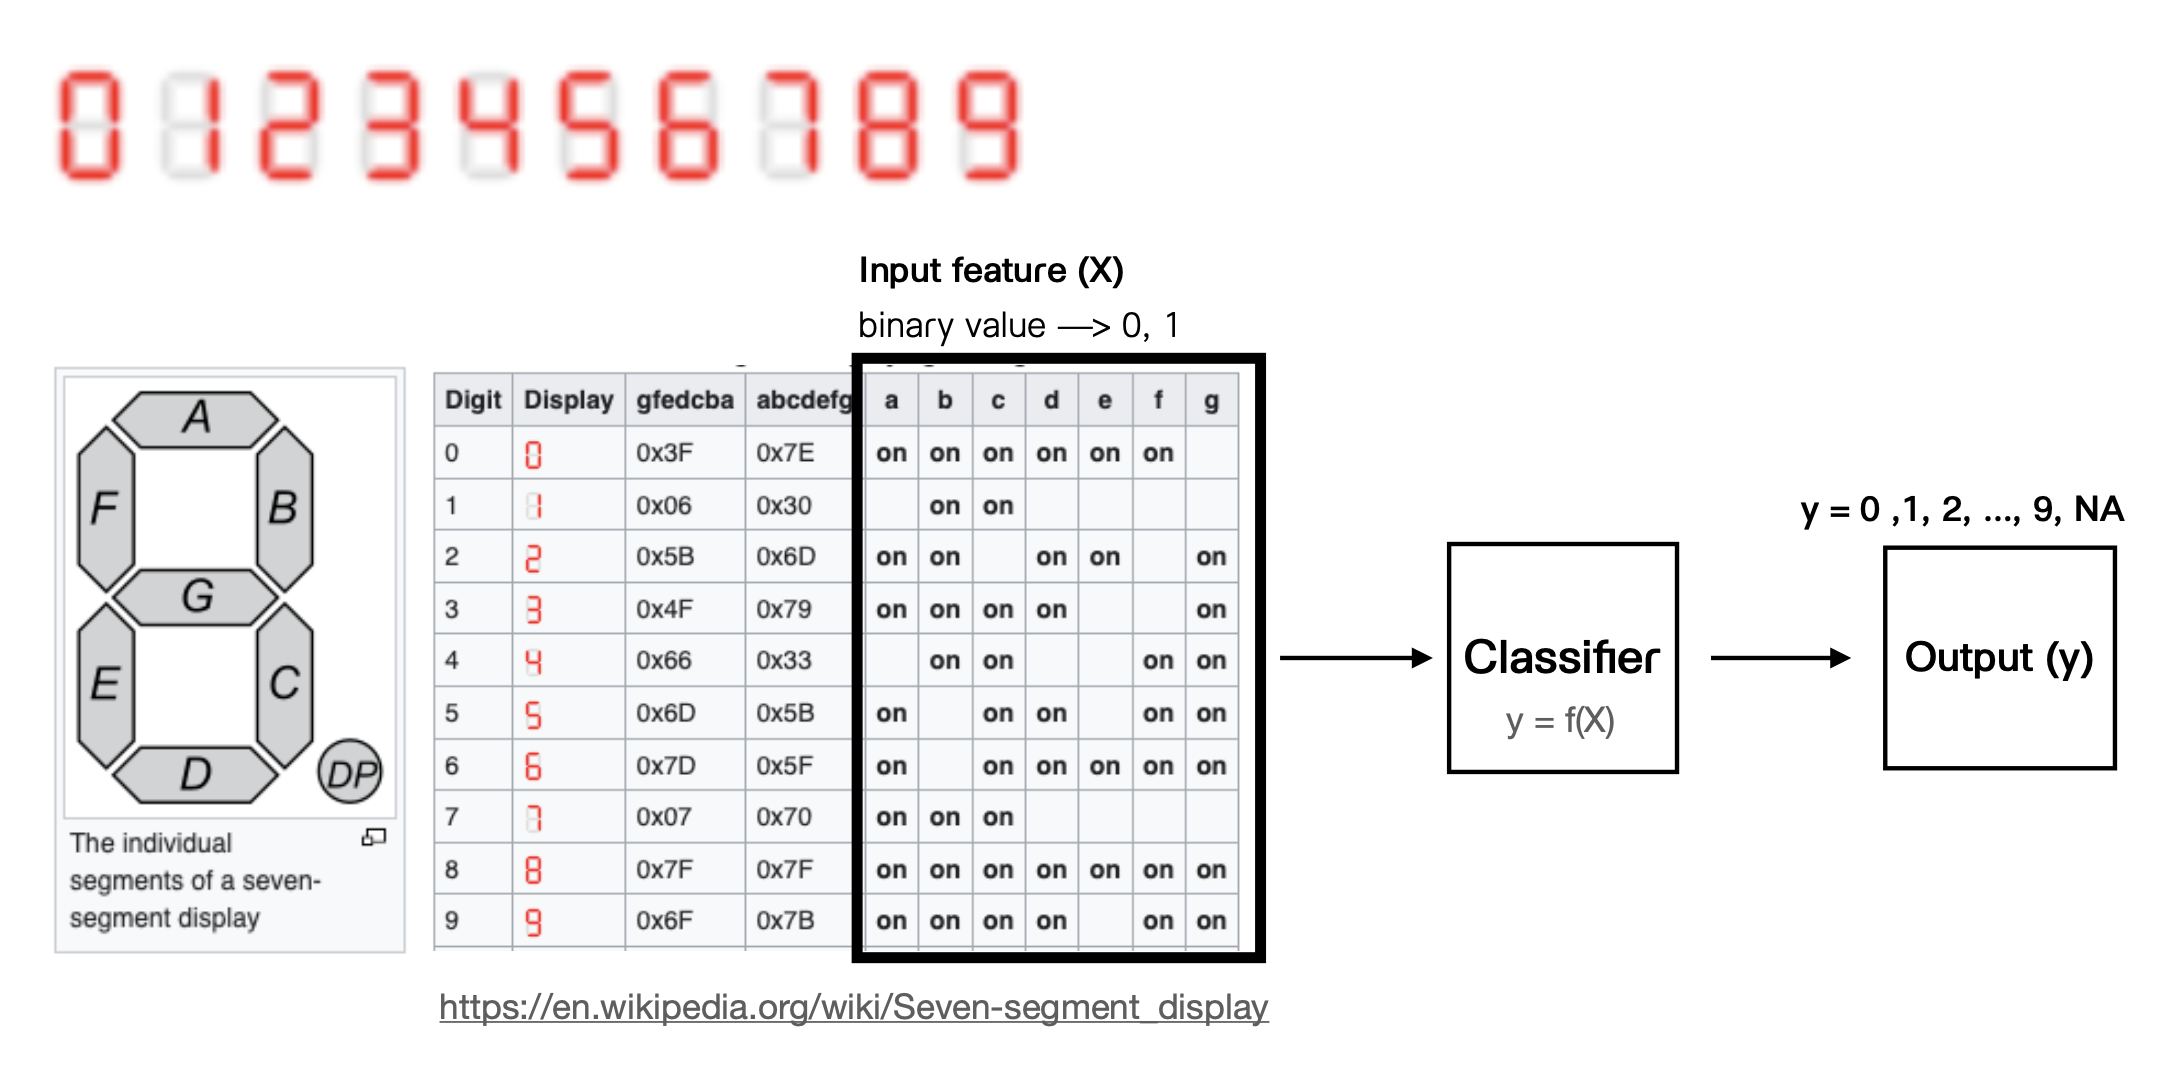 0 1 2 3 4 5 6 7 8 9
Input feature (X)
binary value —> 0, 1
A
F B
G
E C
D DP
The individual
segments of a seven-
segment display
Digit Display gfedcba abcdefg a b c d e f g
0 0 0x3F 0x7E on on on on on on
1 1 0x06 0x30 on on
2 2 0x5B 0x6D on on on on on
3 3 0x4F 0x79 on on on on on
4 4 0x66 0x33 on on on on
5 5 0x6D 0x5B on on on on on
6 6 0x7D 0x5F on on on on on on
7 7 0x07 0x70 on on on
8 8 0x7F 0x7F on on on on on on on
9 9 0x6F 0x7B on on on on on on
https://en.wikipedia.org/wiki/Seven-segment_display
Classifier
y = f(X)
y = 0 ,1, 2, ..., 9, NA
Output (y)